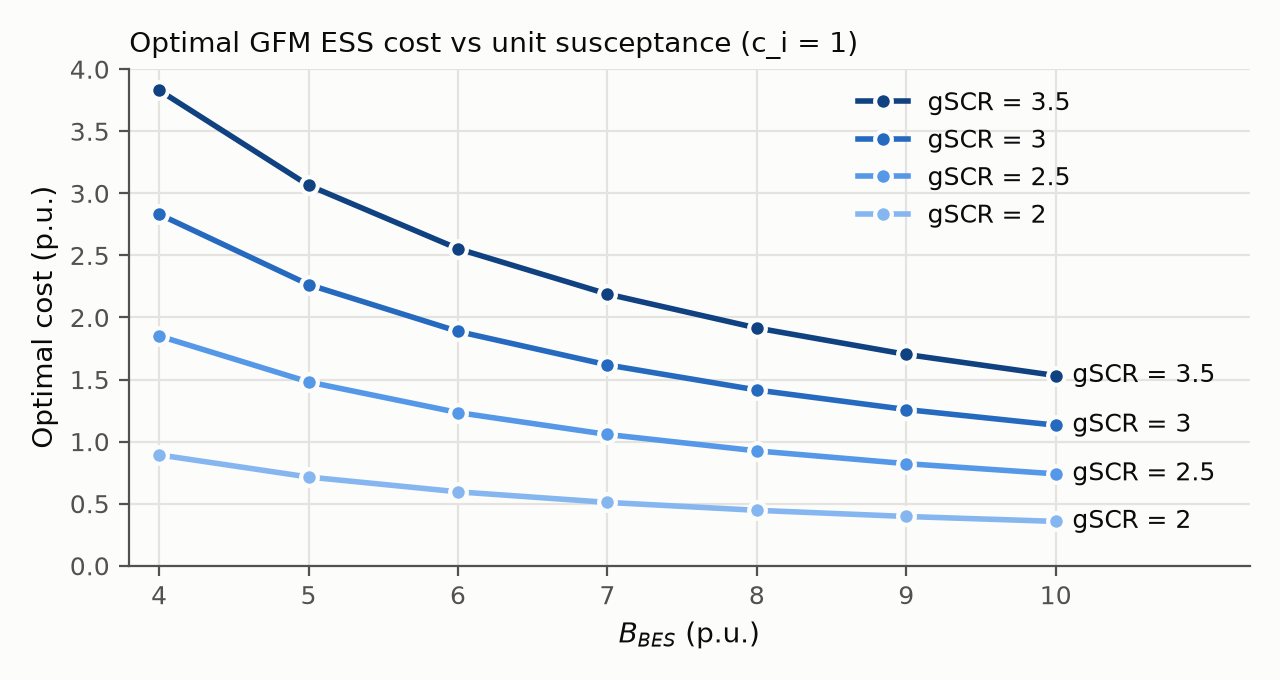 Optimal GFM ESS cost vs unit susceptance (c_i = 1)
4.0
3.5
3.0
2.5
2.0
1.5
1.0
0.5
0.0
Optimal cost (p.u.)
gSCR = 3.5
gSCR = 3
gSCR = 2.5
gSCR = 2
gSCR = 3.5
gSCR = 3
gSCR = 2.5
gSCR = 2
4 5 6 7 8 9 10
B_BES (p.u.)